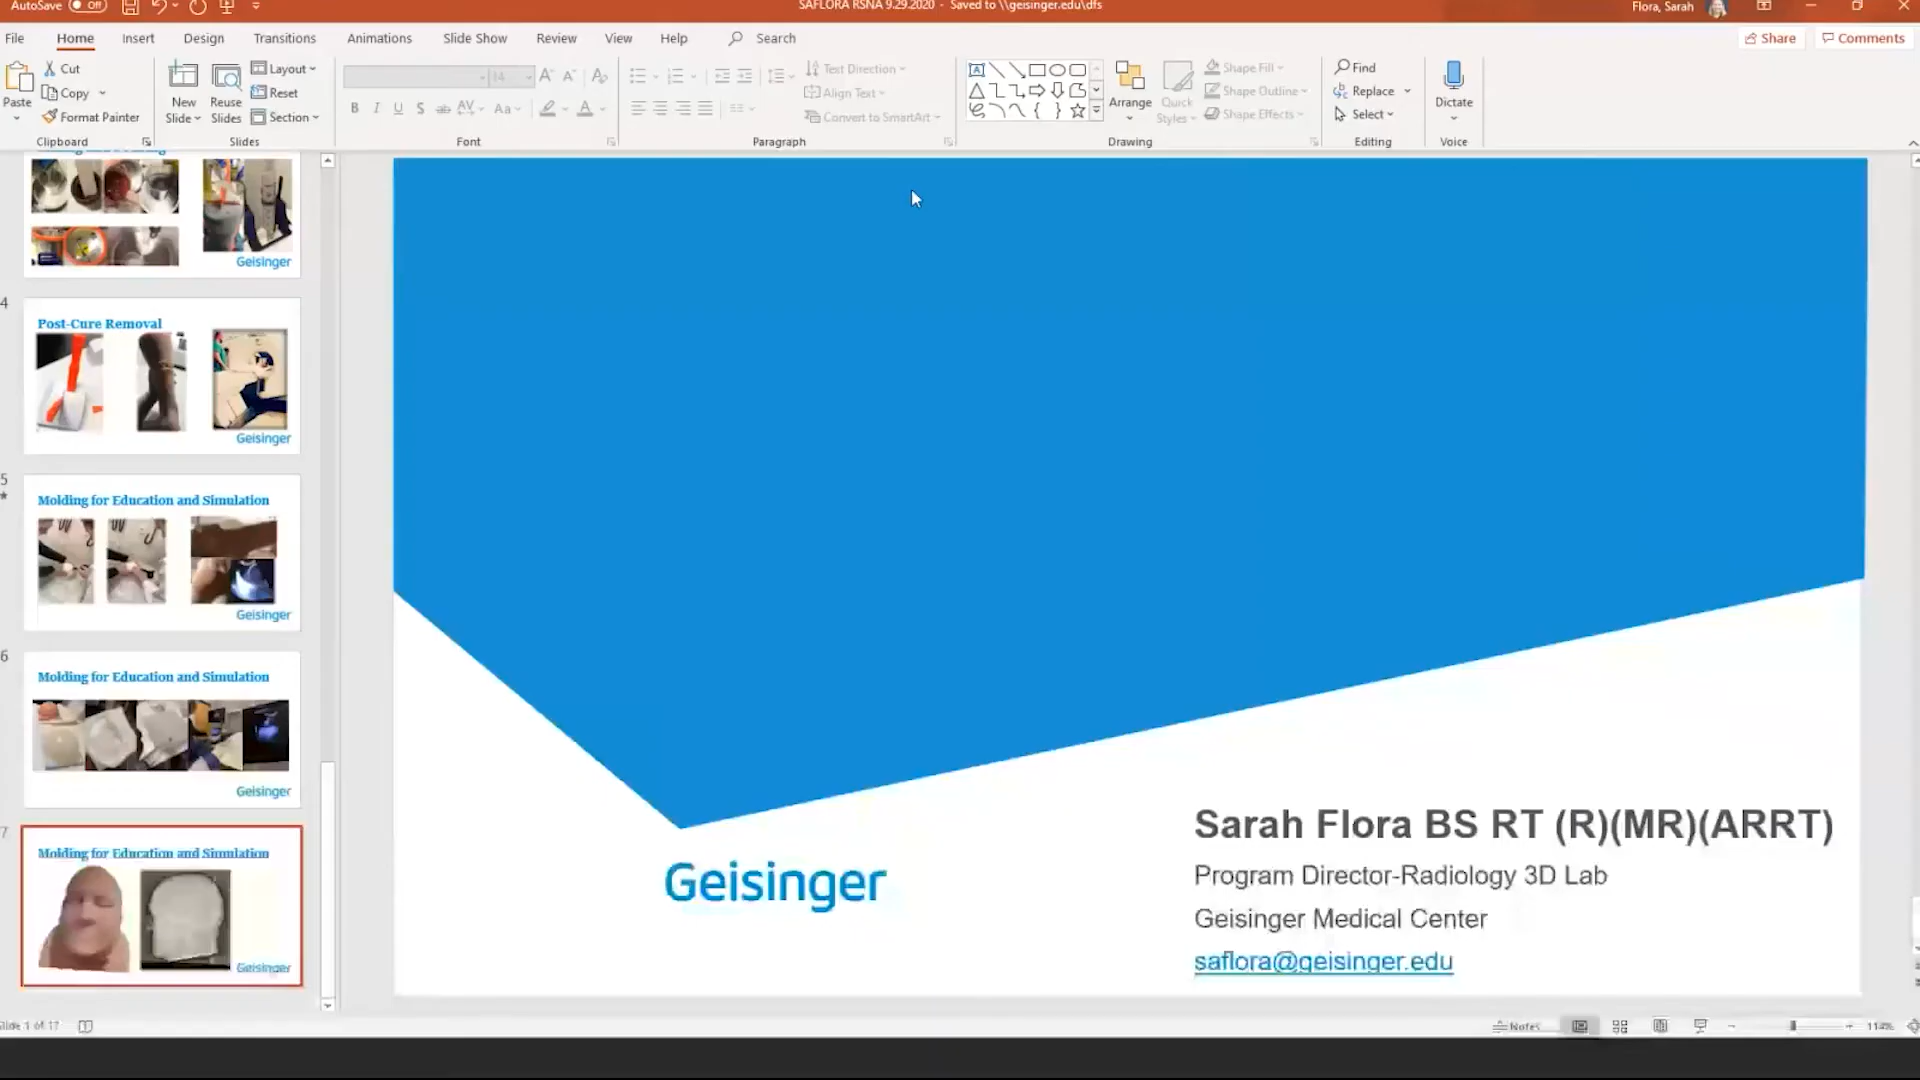 AutoSave Off
SAFLORA RSNA 9.29.2020 - Saved to \\geisinger.edu\dfs
Flora, Sarah
File Home Insert Design Transitions Animations Slide Show Review View Help Search Share Comments
Paste Cut Copy Format Painter
Clipboard
New Slide Reuse Slides Layout Reset Section
Slides
14
Font
Text Direction Align Text Convert to SmartArt
Paragraph
Arrange Quick Styles Shape Fill Shape Outline Shape Effects
Drawing
Find Replace Select
Editing
Dictate
Voice
Geisinger
4
Post-Cure Removal
Geisinger
5
Molding for Education and Simulation
Geisinger
6
Molding for Education and Simulation
Geisinger
7
Molding for Education and Simulation
Geisinger
Geisinger
Sarah Flora BS RT (R)(MR)(ARRT)
Program Director-Radiology 3D Lab
Geisinger Medical Center
saflora@geisinger.edu
Slide 1 of 17
Notes
114%